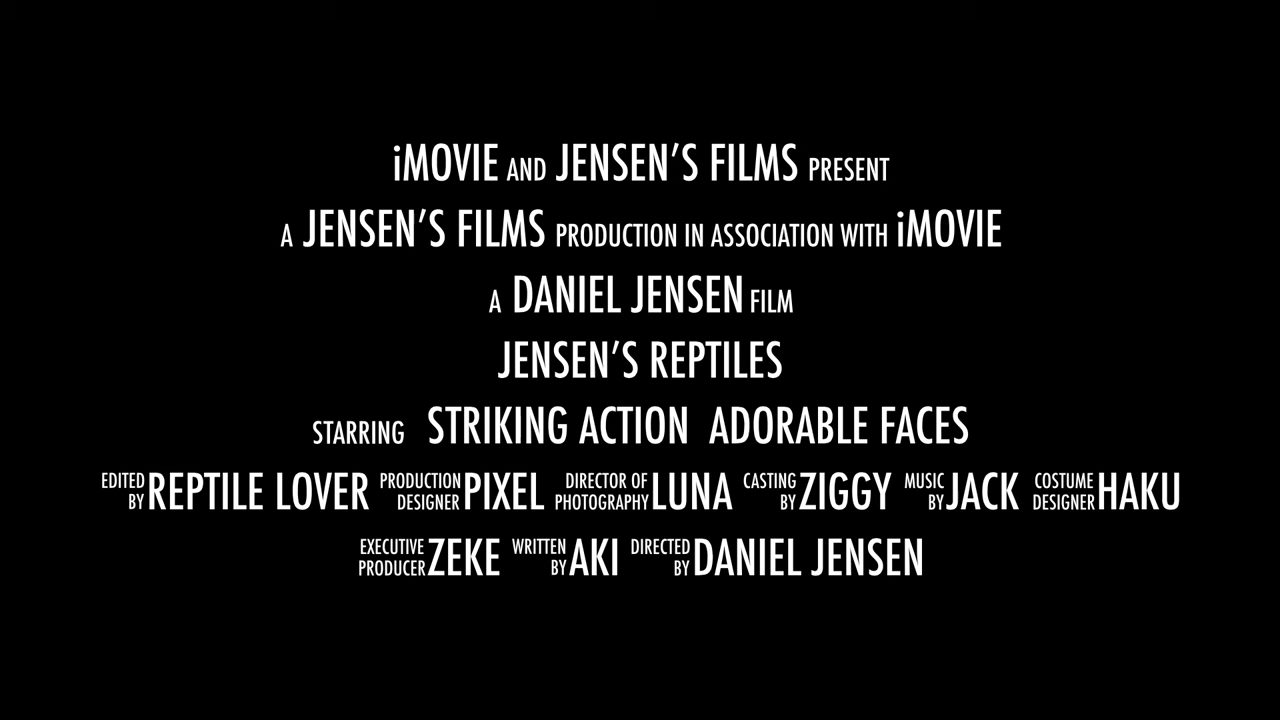 iMOVIE AND JENSEN'S FILMS PRESENT
A JENSEN'S FILMS PRODUCTION IN ASSOCIATION WITH iMOVIE
A DANIEL JENSEN FILM
JENSEN'S REPTILES
STARRING STRIKING ACTION ADORABLE FACES
EDITED BY REPTILE LOVER PRODUCTION DESIGNER PIXEL DIRECTOR OF PHOTOGRAPHY LUNA CASTING BY ZIGGY MUSIC BY JACK COSTUME DESIGNER HAKU
EXECUTIVE PRODUCER ZEKE WRITTEN BY AKI DIRECTED BY DANIEL JENSEN